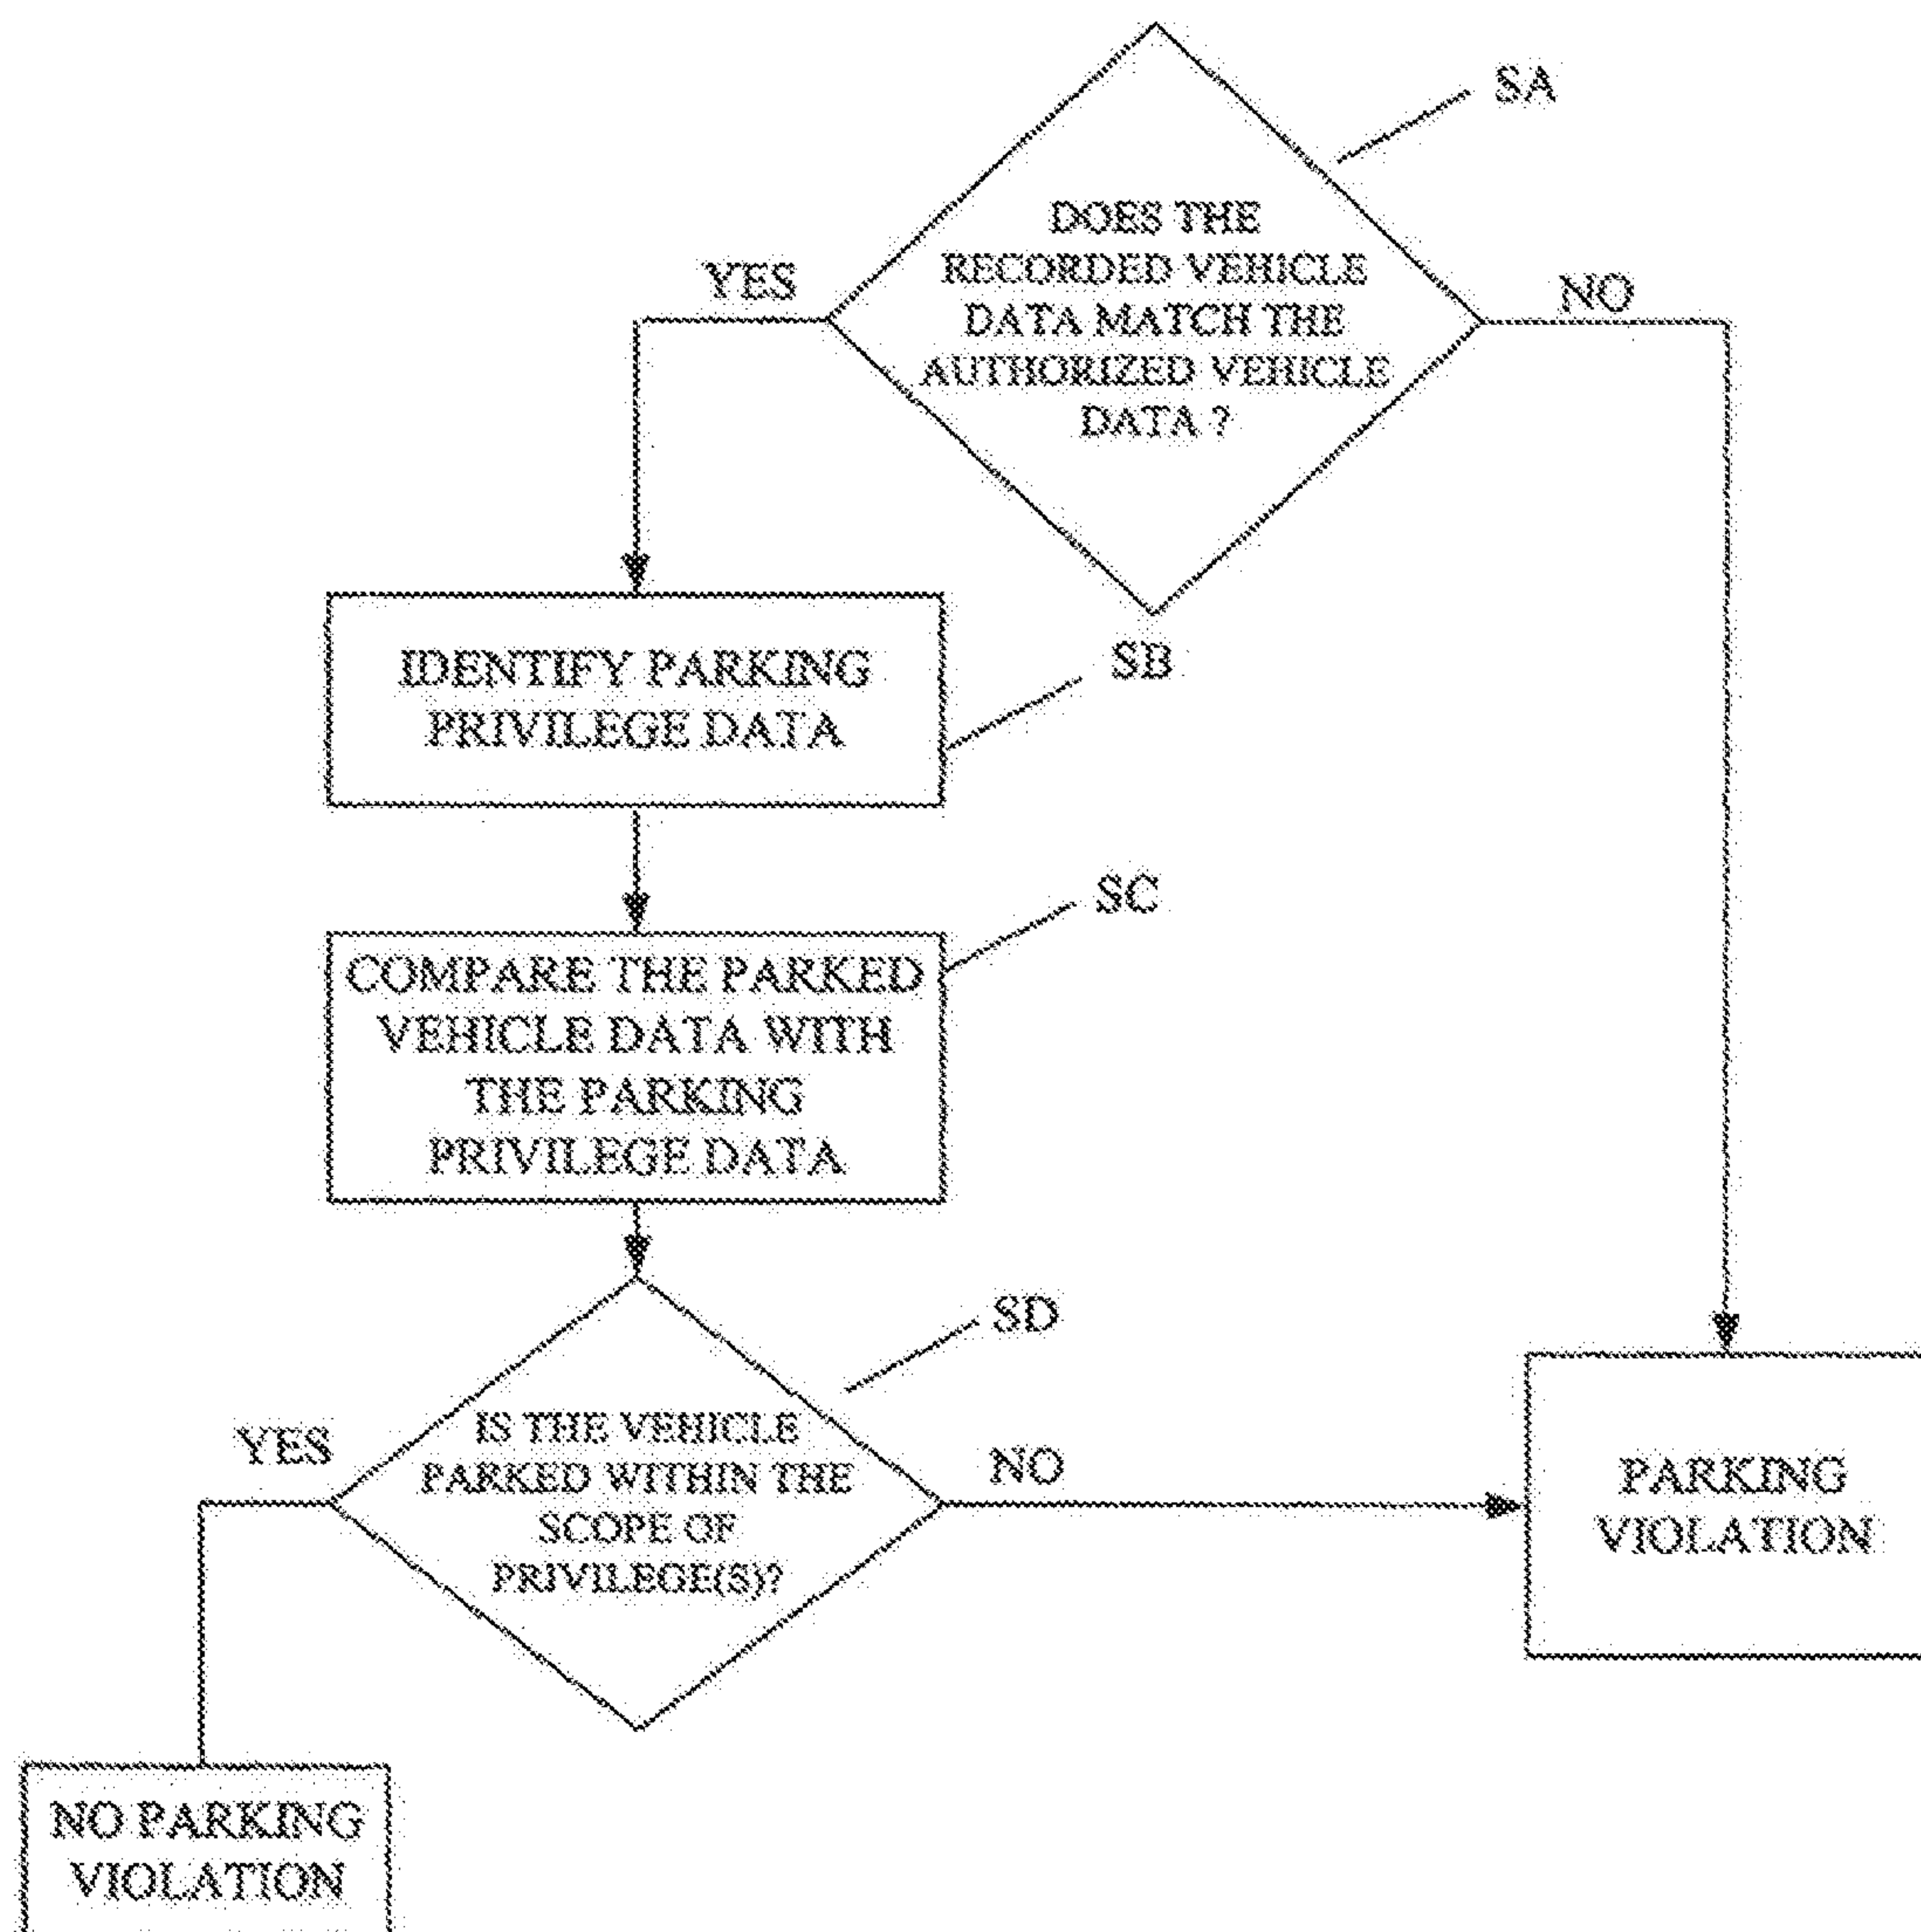 SA
DOES THE
RECORDED VEHICLE
DATA MATCH THE
AUTHORIZED VEHICLE
DATA ?
YES
NO
IDENTIFY PARKING
PRIVILEGE DATA
SB
SC
COMPARE THE PARKED
VEHICLE DATA WITH
THE PARKING
PRIVILEGE DATA
SD
IS THE VEHICLE
PARKED WITHIN THE
SCOPE OF
PRIVILEGE(S)?
YES
NO
PARKING
VIOLATION
NO PARKING
VIOLATION